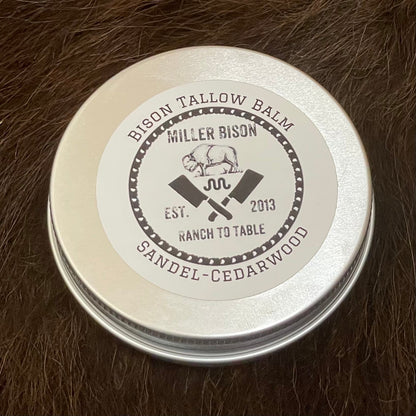 Bison Tallow Balm
MILLER BISON
EST. 2013
RANCH TO TABLE
Sandel-Cedarwood